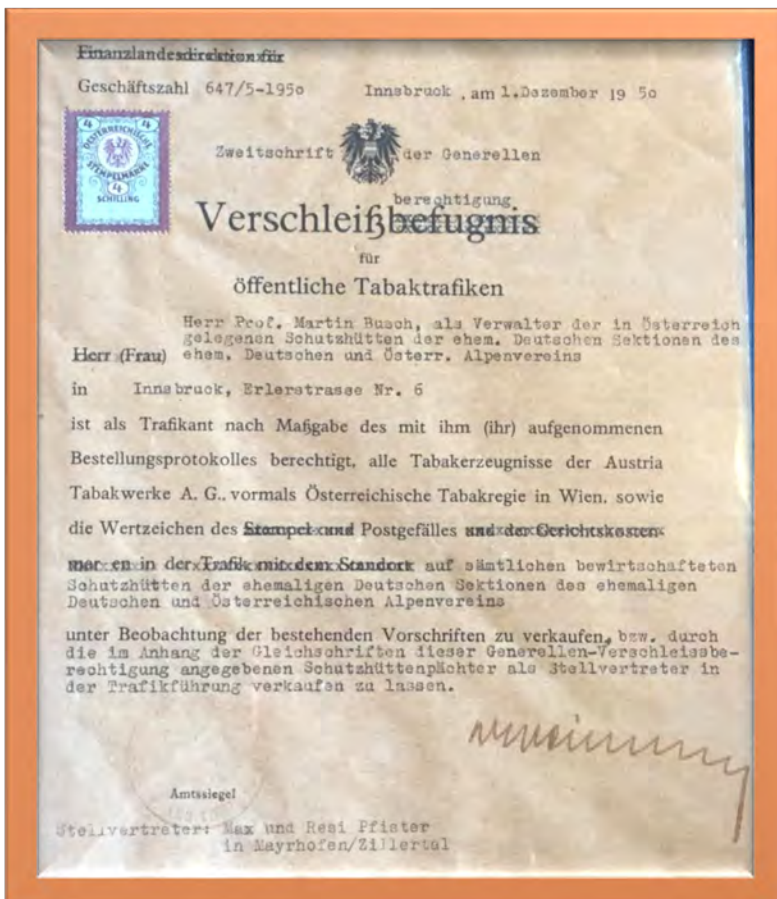 Finanzlandesdirektion für
Geschäftszahl 647/5-1950 Innsbruck , am 1.Dezember 19 50
4 4
OESTERREICHISCHE
STEMPELMARKE
4
SCHILLING
Zweitschrift der Generellen
berechtigung
Verschleißbefugnis
für
öffentliche Tabaktrafiken
Herr Prof. Martin Busch, als Verwalter der in Österreich
gelegenen Schutzhütten der ehem. Deutschen Sektionen des
Herr (Frau) ehem. Deutschen und Österr. Alpenvereins
in Innsbruck, Erlerstrasse Nr. 6
ist als Trafikant nach Maßgabe des mit ihm (ihr) aufgenommenen
Bestellungsprotokolles berechtigt, alle Tabakerzeugnisse der Austria
Tabakwerke A. G., vormals Österreichische Tabakregie in Wien, sowie
die Wertzeichen des Stempel und Postgefälles und der Gerichtskosten-
mar en in der Trafik mit dem Standort auf sämtlichen bewirtschafteten
Schutzhütten der ehemaligen Deutschen Sektionen des ehemaligen
Deutschen und Österreichischen Alpenvereins
unter Beobachtung der bestehenden Vorschriften zu verkaufen, bzw. durch
die im Anhang der Gleichschriften dieser Generellen-Verschleissbe-
rechtigung angegebenen Schutzhüttenpächter als Stellvertreter in
der Trafikführung verkaufen zu lassen.
Amtssiegel
Stellvertreter: Max und Resi Pfister
in Mayrhofen/Zillertal